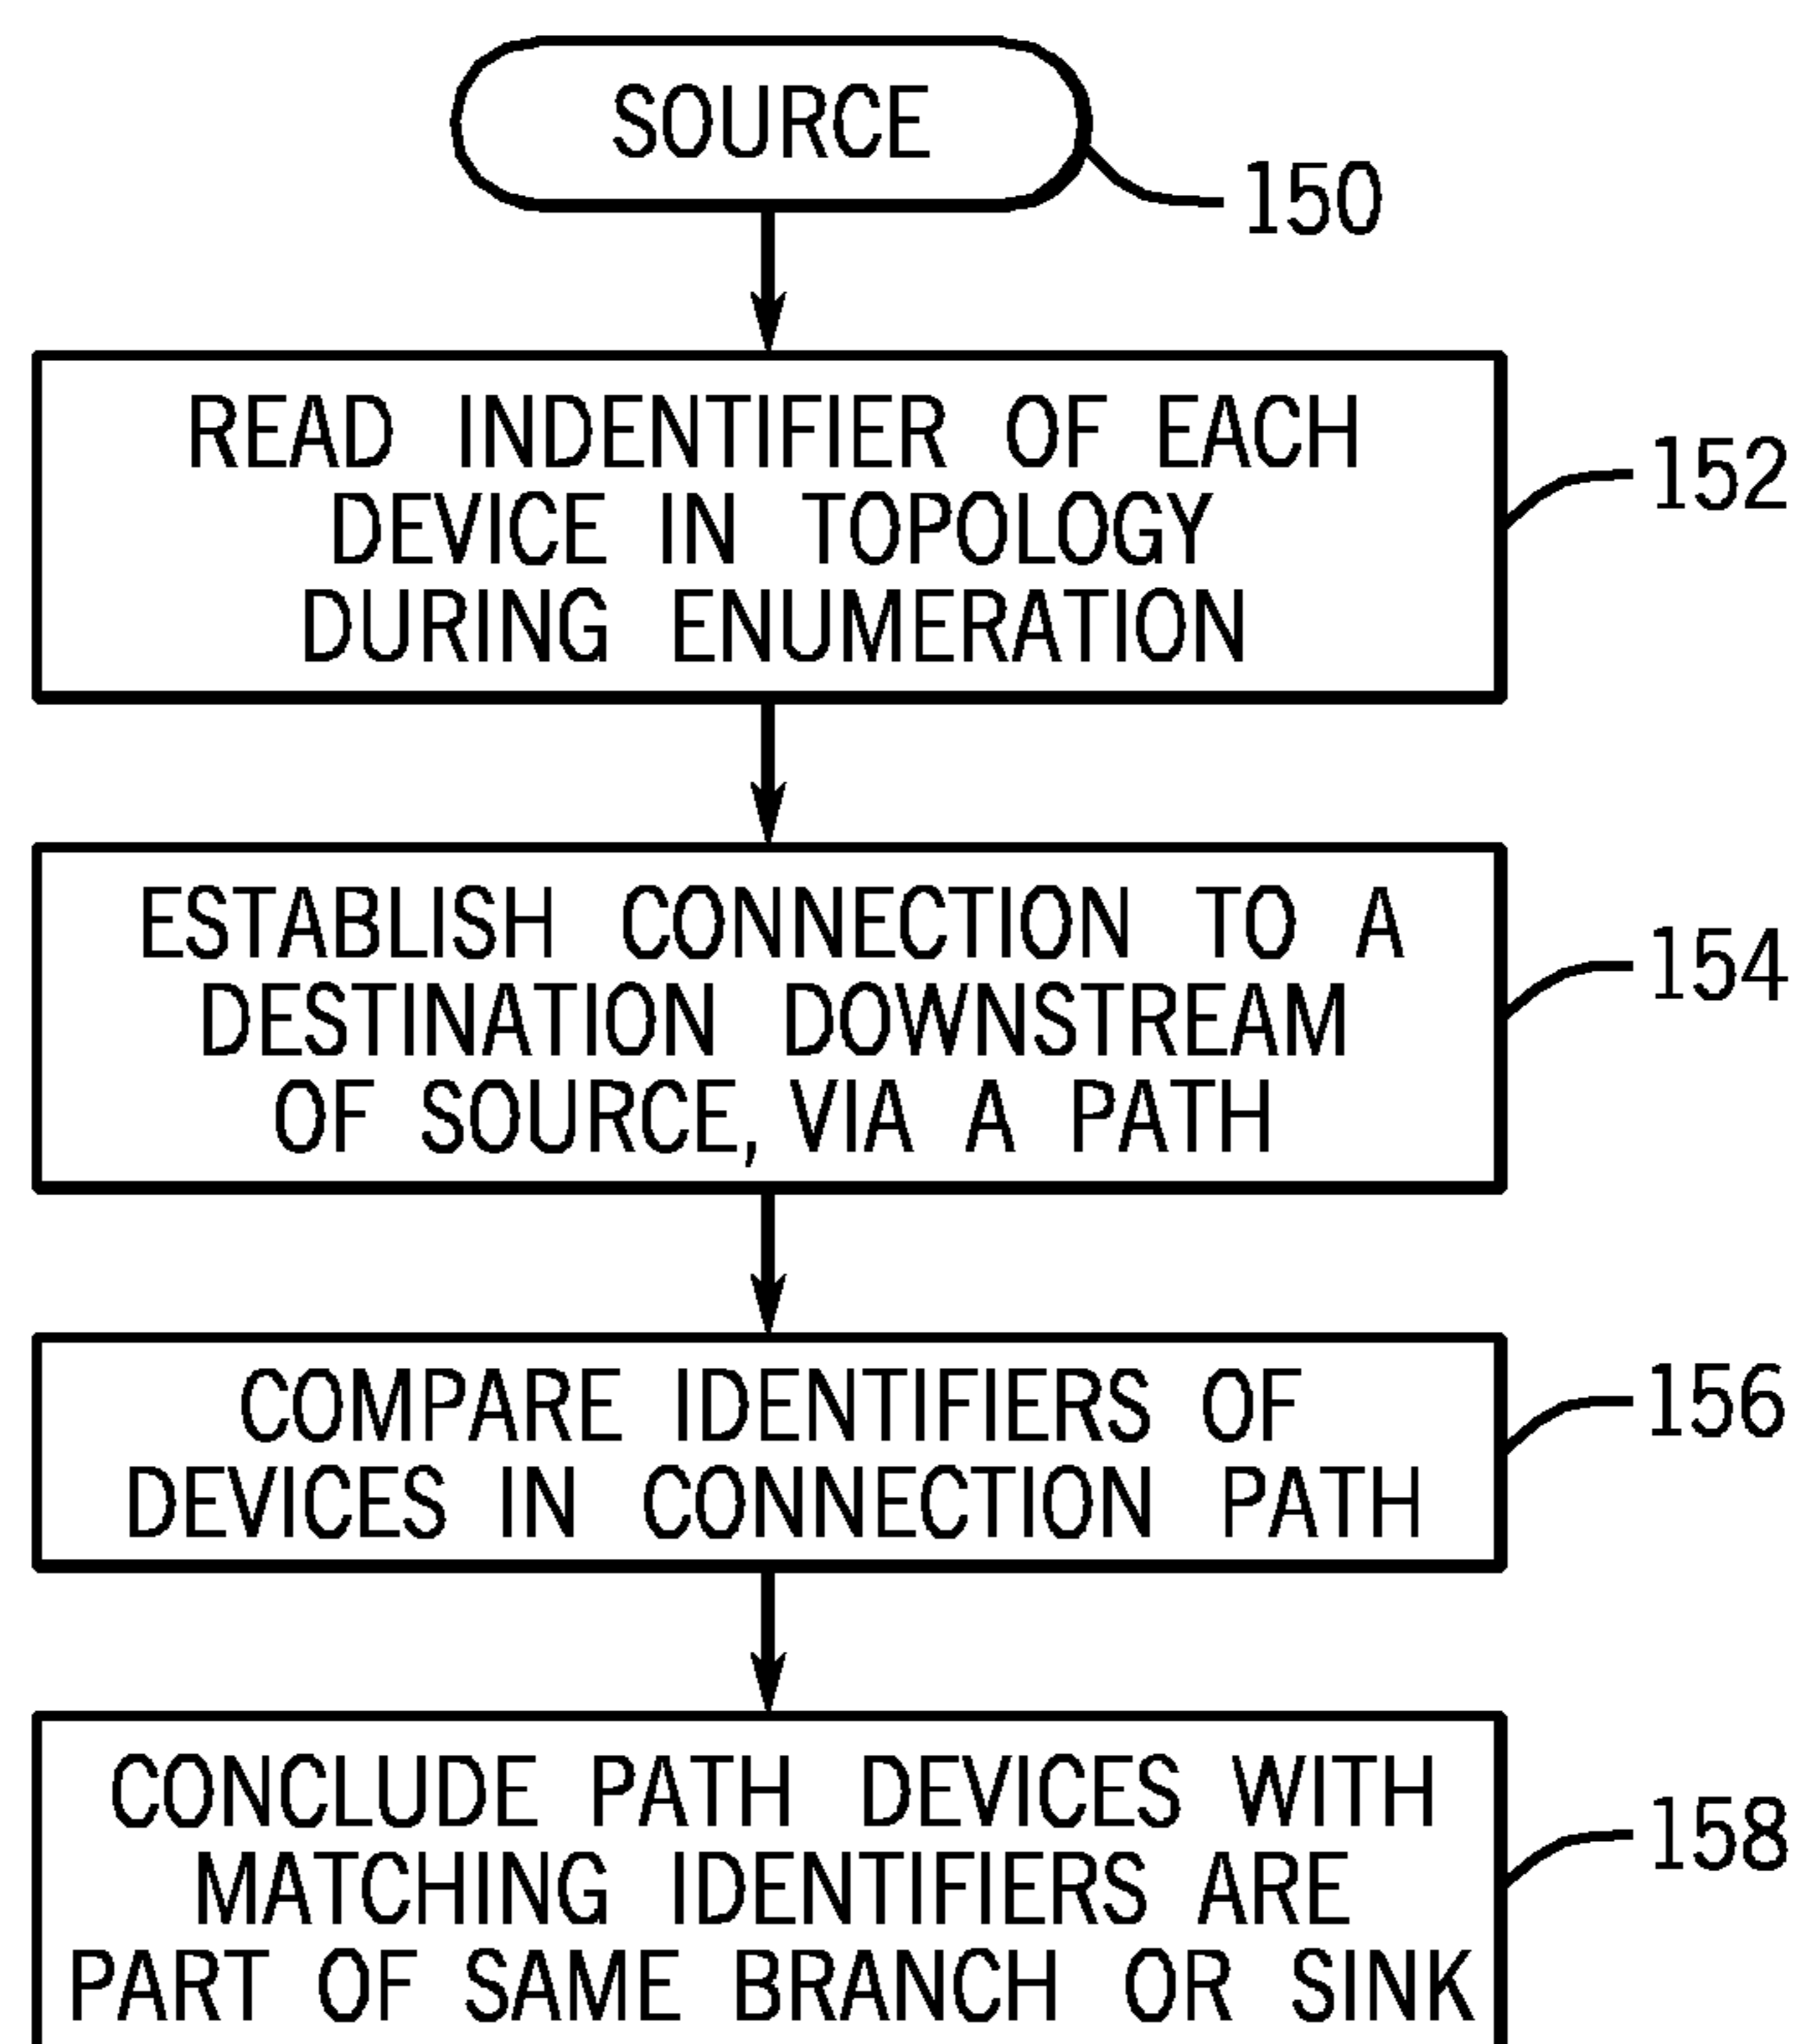 SOURCE
150
READ INDENTIFIER OF EACH
DEVICE IN TOPOLOGY
DURING ENUMERATION
152
ESTABLISH CONNECTION TO A
DESTINATION DOWNSTREAM
OF SOURCE, VIA A PATH
154
COMPARE IDENTIFIERS OF
DEVICES IN CONNECTION PATH
156
CONCLUDE PATH DEVICES WITH
MATCHING IDENTIFIERS ARE
PART OF SAME BRANCH OR SINK
158